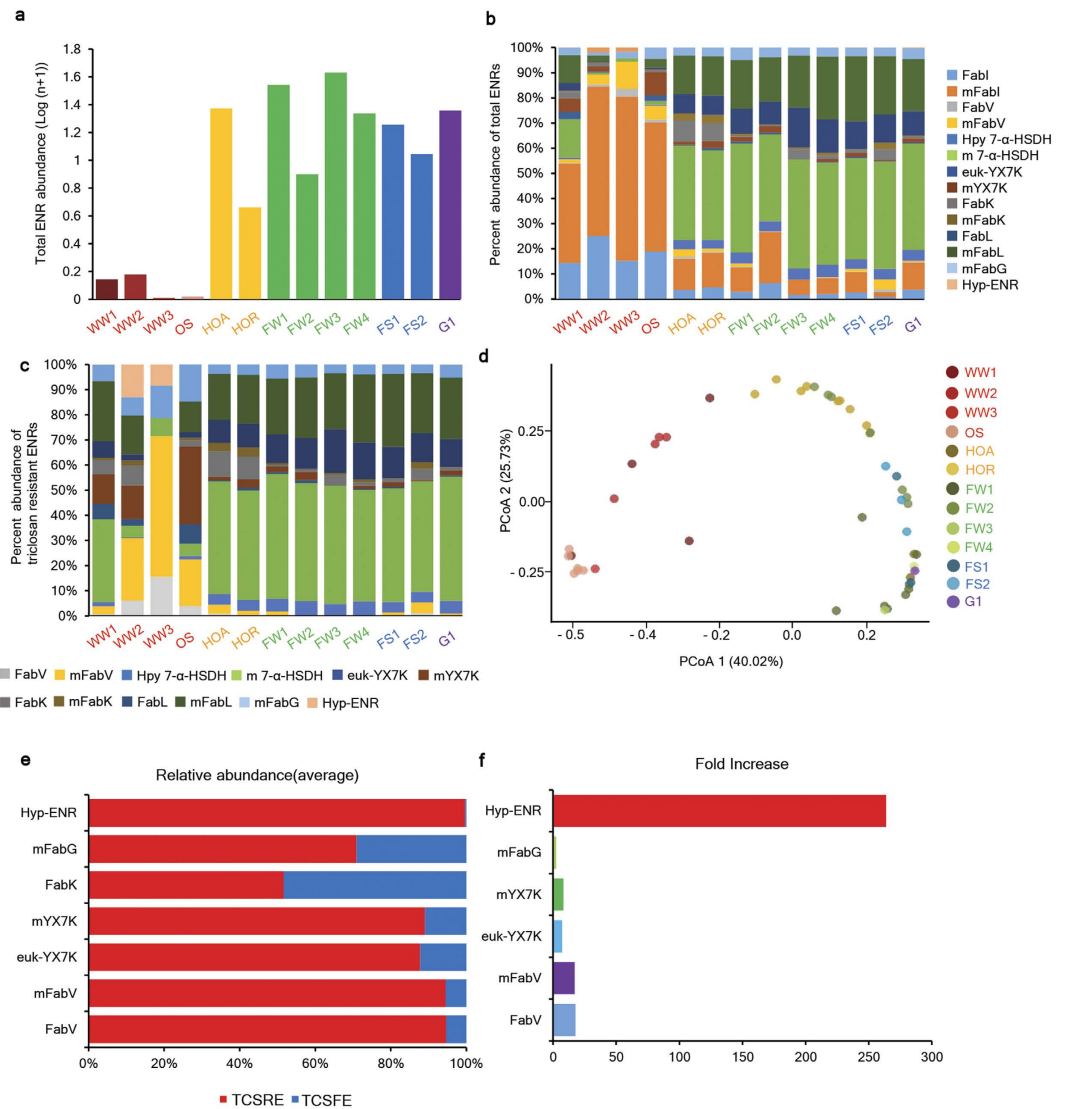 a
Total ENR abundance (Log (n+1))
1.8
1.6
1.4
1.2
1
0.8
0.6
0.4
0.2
0
WW1 WW2 WW3 OS HOA HOR FW1 FW2 FW3 FW4 FS1 FS2 G1
b
Percent abundance of total ENRs
100%
90%
80%
70%
60%
50%
40%
30%
20%
10%
0%
WW1 WW2 WW3 OS HOA HOR FW1 FW2 FW3 FW4 FS1 FS2 G1
FabI
mFabI
FabV
mFabV
Hpy 7-α-HSDH
m 7-α-HSDH
euk-YX7K
mYX7K
FabK
mFabK
FabL
mFabL
mFabG
Hyp-ENR
c
Percent abundance of
triclosan resistant ENRs
100%
90%
80%
70%
60%
50%
40%
30%
20%
10%
0%
WW1 WW2 WW3 OS HOA HOR FW1 FW2 FW3 FW4 FS1 FS2 G1
FabV mFabV Hpy 7-α-HSDH m 7-α-HSDH euk-YX7K mYX7K
FabK mFabK FabL mFabL mFabG Hyp-ENR
d
PCoA 2 (25.73%)
0.25
0.00
- 0.25
-0.5 -0.4 -0.2 0.0 0.2
PCoA 1 (40.02%)
WW1
WW2
WW3
OS
HOA
HOR
FW1
FW2
FW3
FW4
FS1
FS2
G1
e
Relative abundance(average)
Hyp-ENR
mFabG
FabK
mYX7K
euk-YX7K
mFabV
FabV
0% 20% 40% 60% 80% 100%
TCSRE TCSFE
f
Fold Increase
Hyp-ENR
mFabG
mYX7K
euk-YX7K
mFabV
FabV
0 50 100 150 200 250 300